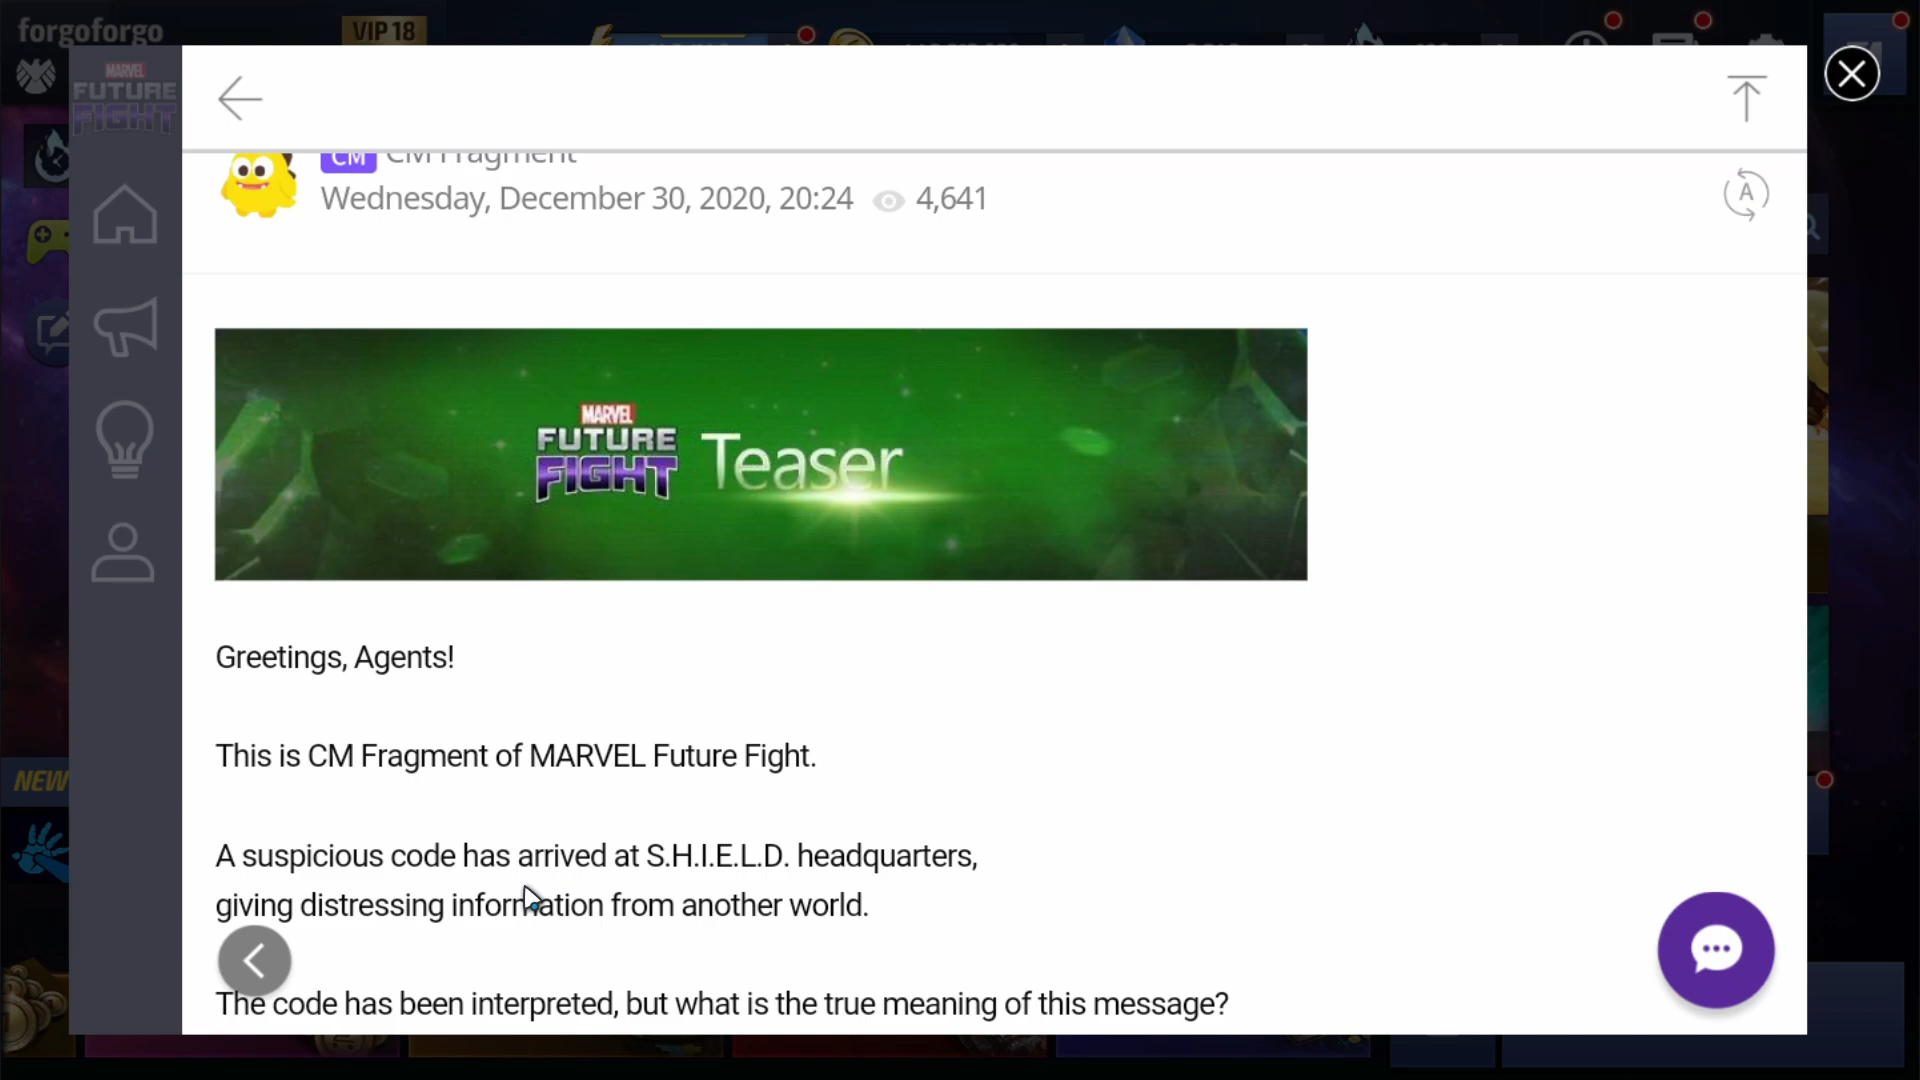 forgoforgo
VIP 18
MARVEL
FUTURE
FIGHT
CM CM Fragment
Wednesday, December 30, 2020, 20:24 4,641
A
MARVEL
FUTURE
FIGHT Teaser
Greetings, Agents!
This is CM Fragment of MARVEL Future Fight.
A suspicious code has arrived at S.H.I.E.L.D. headquarters,
giving distressing information from another world.
NEW
The code has been interpreted, but what is the true meaning of this message?